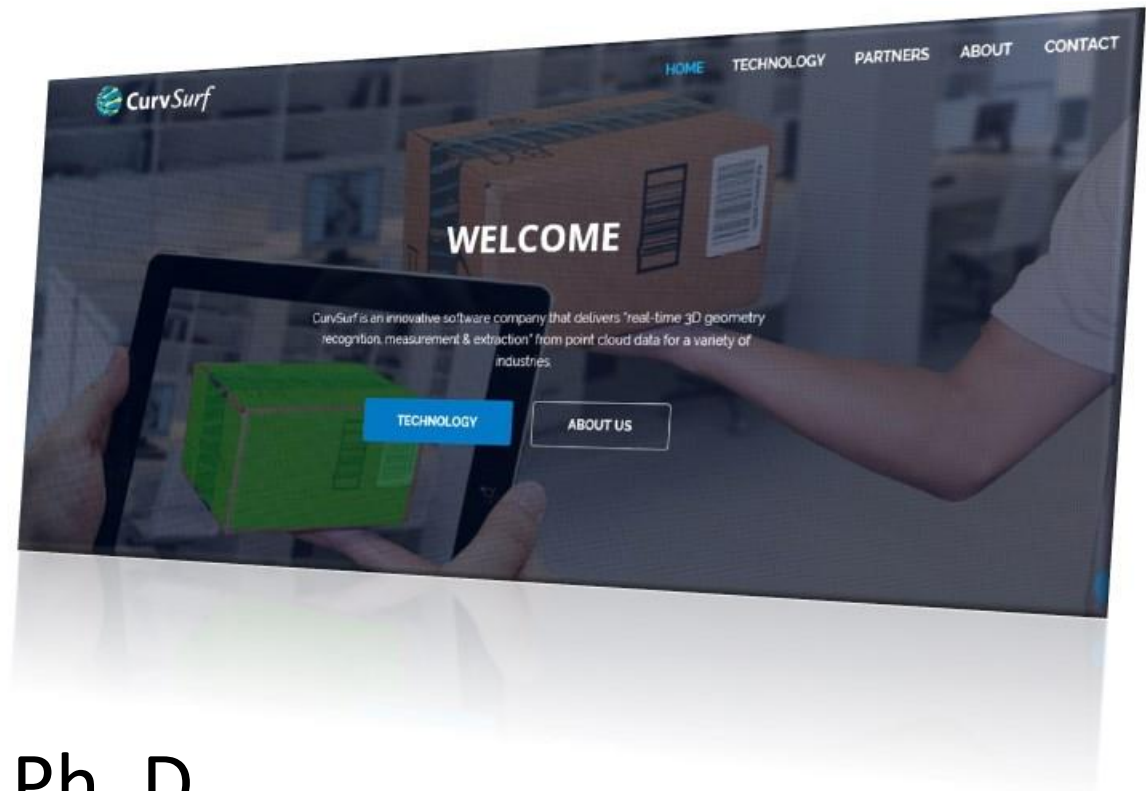 CurvSurf
HOME TECHNOLOGY PARTNERS ABOUT CONTACT
WELCOME
CurvSurf is an innovative software company that delivers "real-time 3D geometry
recognition, measurement & extraction" from point cloud data for a variety of
industries.
TECHNOLOGY ABOUT US
Ph. D